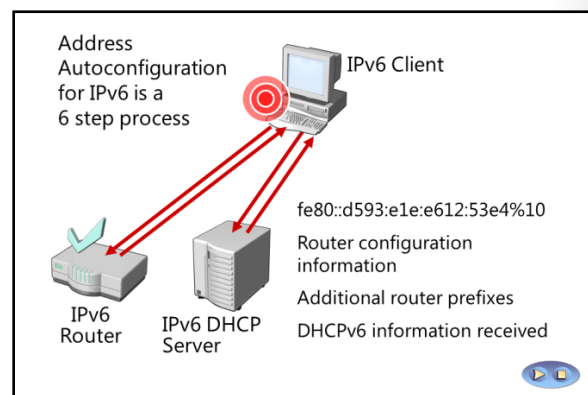 Address
Autoconfiguration
for IPv6 is a
6 step process
IPv6 Client
fe80::d593:e1e:e612:53e4%10
Router configuration
information
Additional router prefixes
DHCPv6 information received
IPv6
Router
IPv6 DHCP
Server